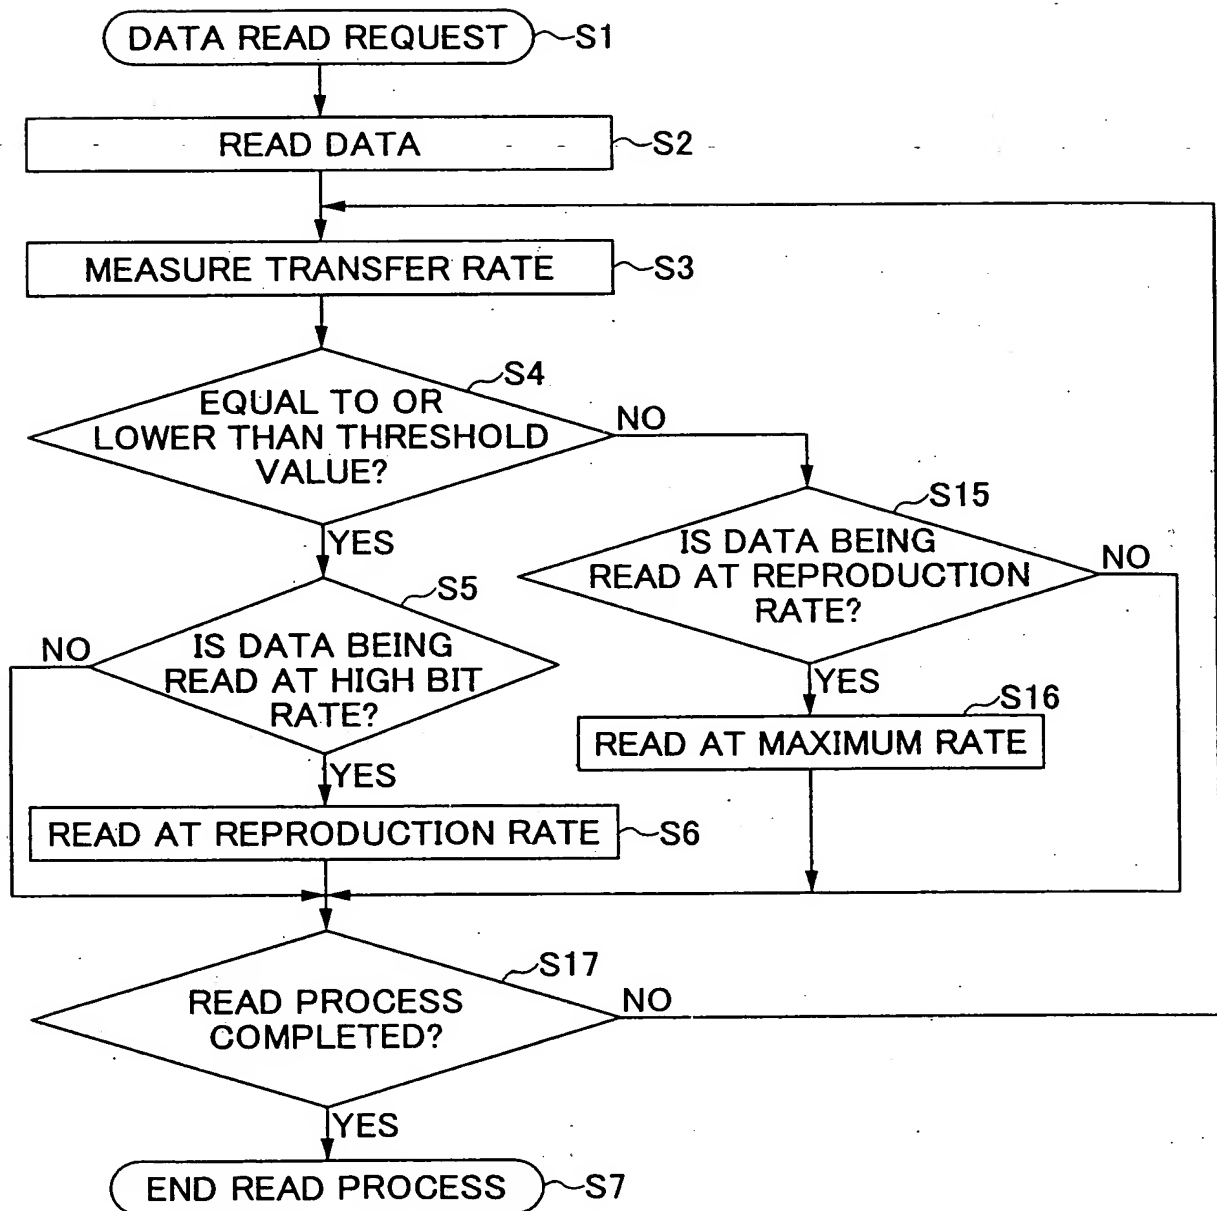 DATA READ REQUEST
S1
READ DATA
S2
MEASURE TRANSFER RATE
S3
S4
EQUAL TO OR
LOWER THAN THRESHOLD
VALUE?
NO
YES
S15
IS DATA BEING
READ AT REPRODUCTION
RATE?
NO
YES
S5
IS DATA BEING
READ AT HIGH BIT
RATE?
NO
YES
S16
READ AT MAXIMUM RATE
READ AT REPRODUCTION RATE
S6
S17
READ PROCESS
COMPLETED?
NO
YES
END READ PROCESS
S7